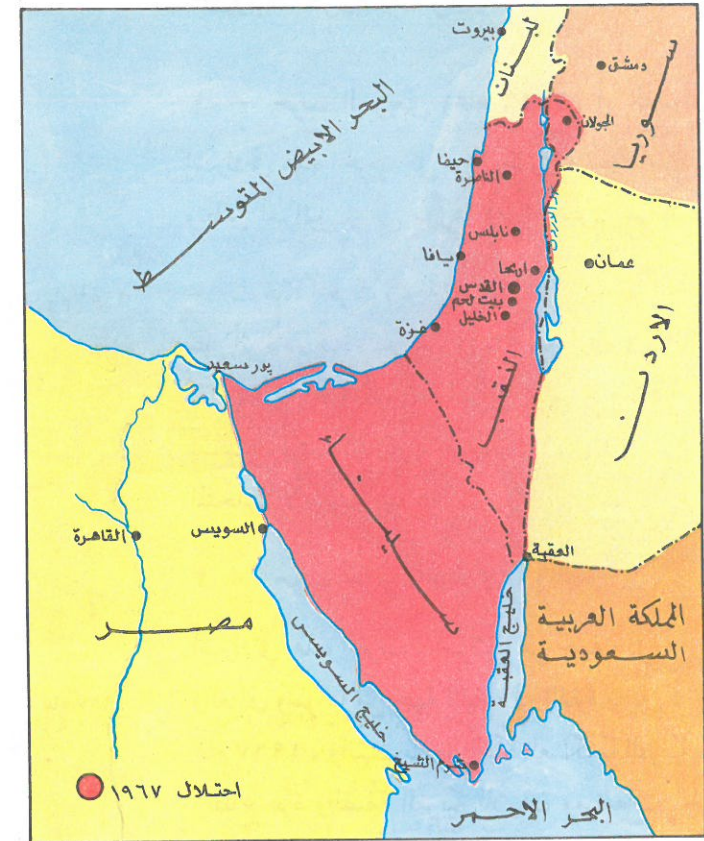 بيروت
لبنان
دمشق
سوريا
الجولان
البحر الابيض المتوسط
حيفا
الناصرة
نابلس
يافا
اريحا
عمان
القدس
بيت لحم
الخليل
غزة
الاردن
النقب
بور سعيد
سيناء
السويس
القاهرة
العقبة
مصر
خليج السويس
خليج العقبة
المملكة العربية
السعودية
شرم الشيخ
احتلال ١٩٦٧
البحر الاحمر